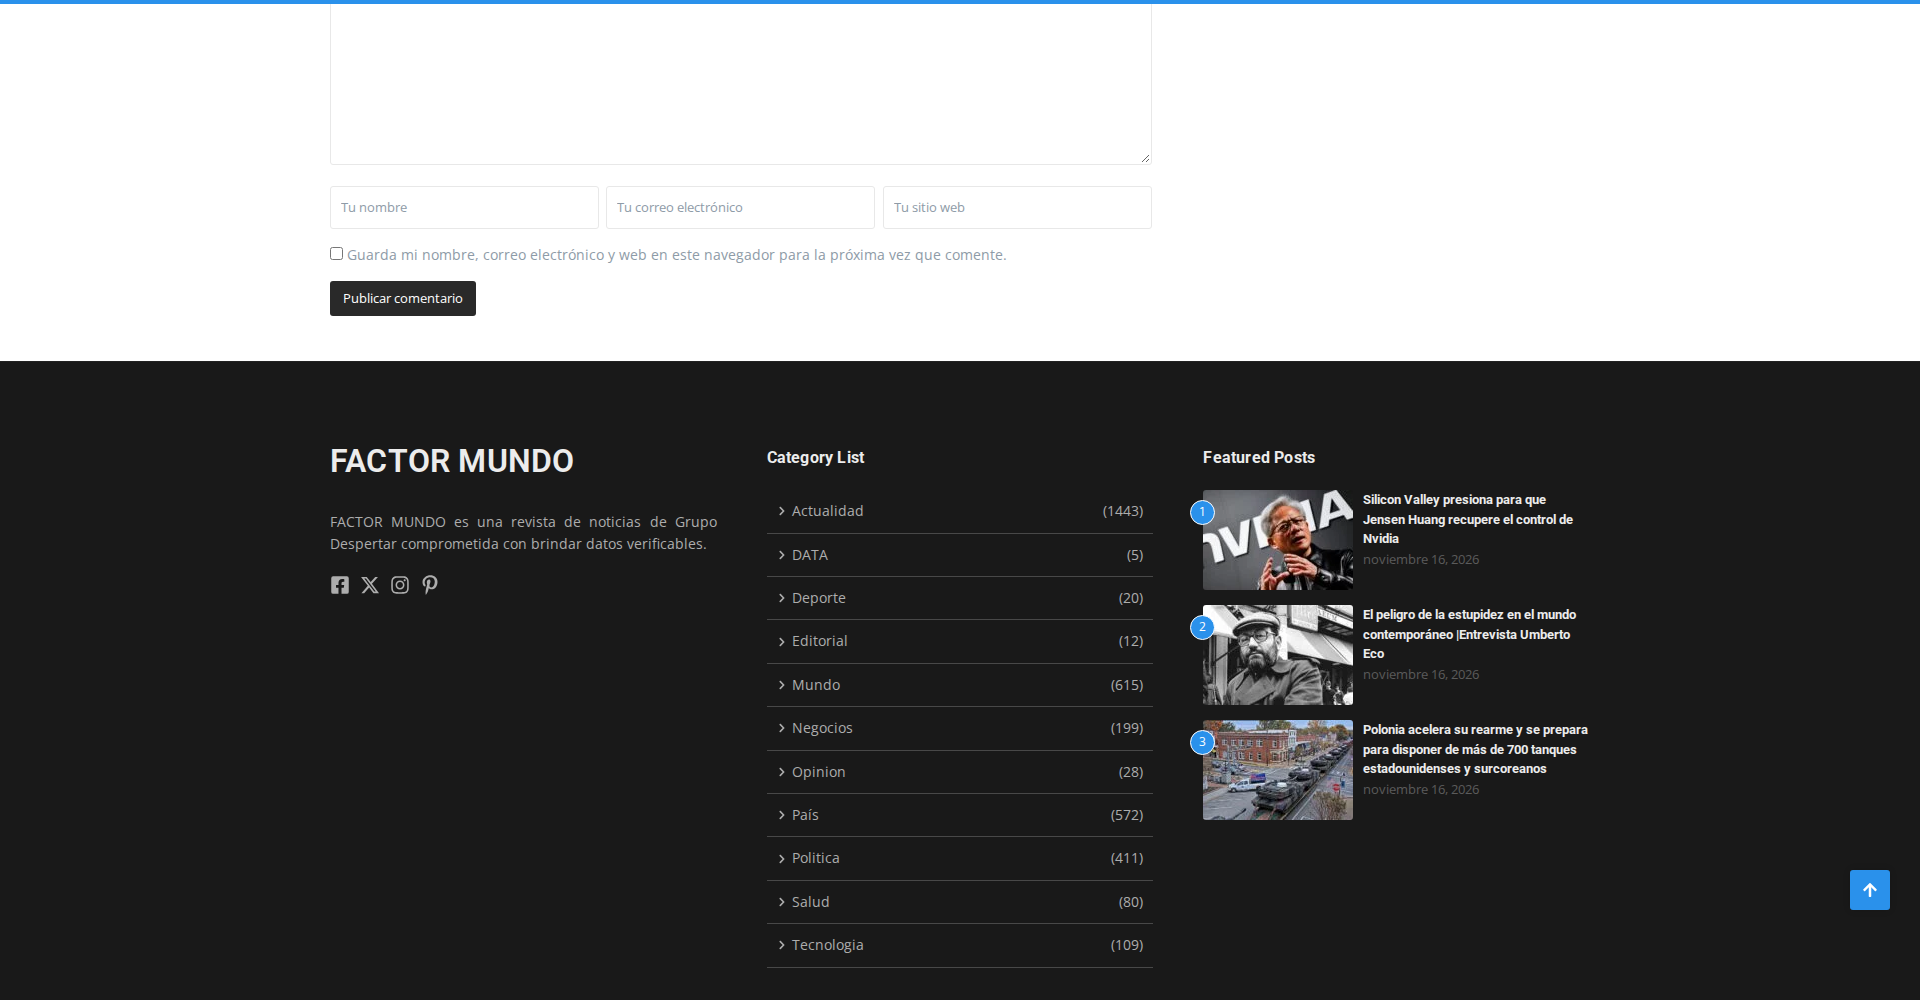 Tu nombre
Tu correo electrónico
Tu sitio web
Guarda mi nombre, correo electrónico y web en este navegador para la próxima vez que comente.
Publicar comentario
FACTOR MUNDO
FACTOR MUNDO es una revista de noticias de Grupo
Despertar comprometida con brindar datos verificables.
Category List
Actualidad (1443)
DATA (5)
Deporte (20)
Editorial (12)
Mundo (615)
Negocios (199)
Opinion (28)
País (572)
Politica (411)
Salud (80)
Tecnologia (109)
Featured Posts
1
Silicon Valley presiona para que
Jensen Huang recupere el control de
Nvidia
noviembre 16, 2026
2
El peligro de la estupidez en el mundo
contemporáneo |Entrevista Umberto
Eco
noviembre 16, 2026
3
Polonia acelera su rearme y se prepara
para disponer de más de 700 tanques
estadounidenses y surcoreanos
noviembre 16, 2026